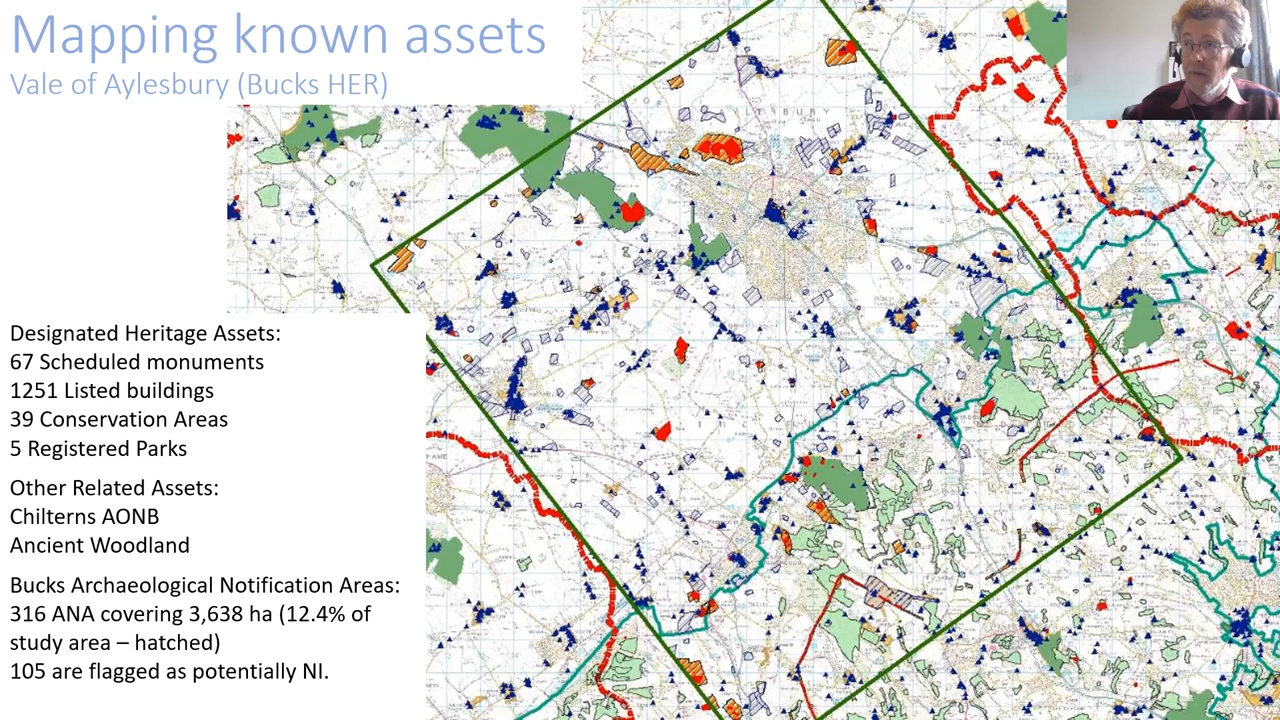 Mapping known assets
Vale of Aylesbury (Bucks HER)
Designated Heritage Assets:
67 Scheduled monuments
1251 Listed buildings
39 Conservation Areas
5 Registered Parks
Other Related Assets:
Chilterns AONB
Ancient Woodland
Bucks Archaeological Notification Areas:
316 ANA covering 3,638 ha (12.4% of
study area – hatched)
105 are flagged as potentially NI.